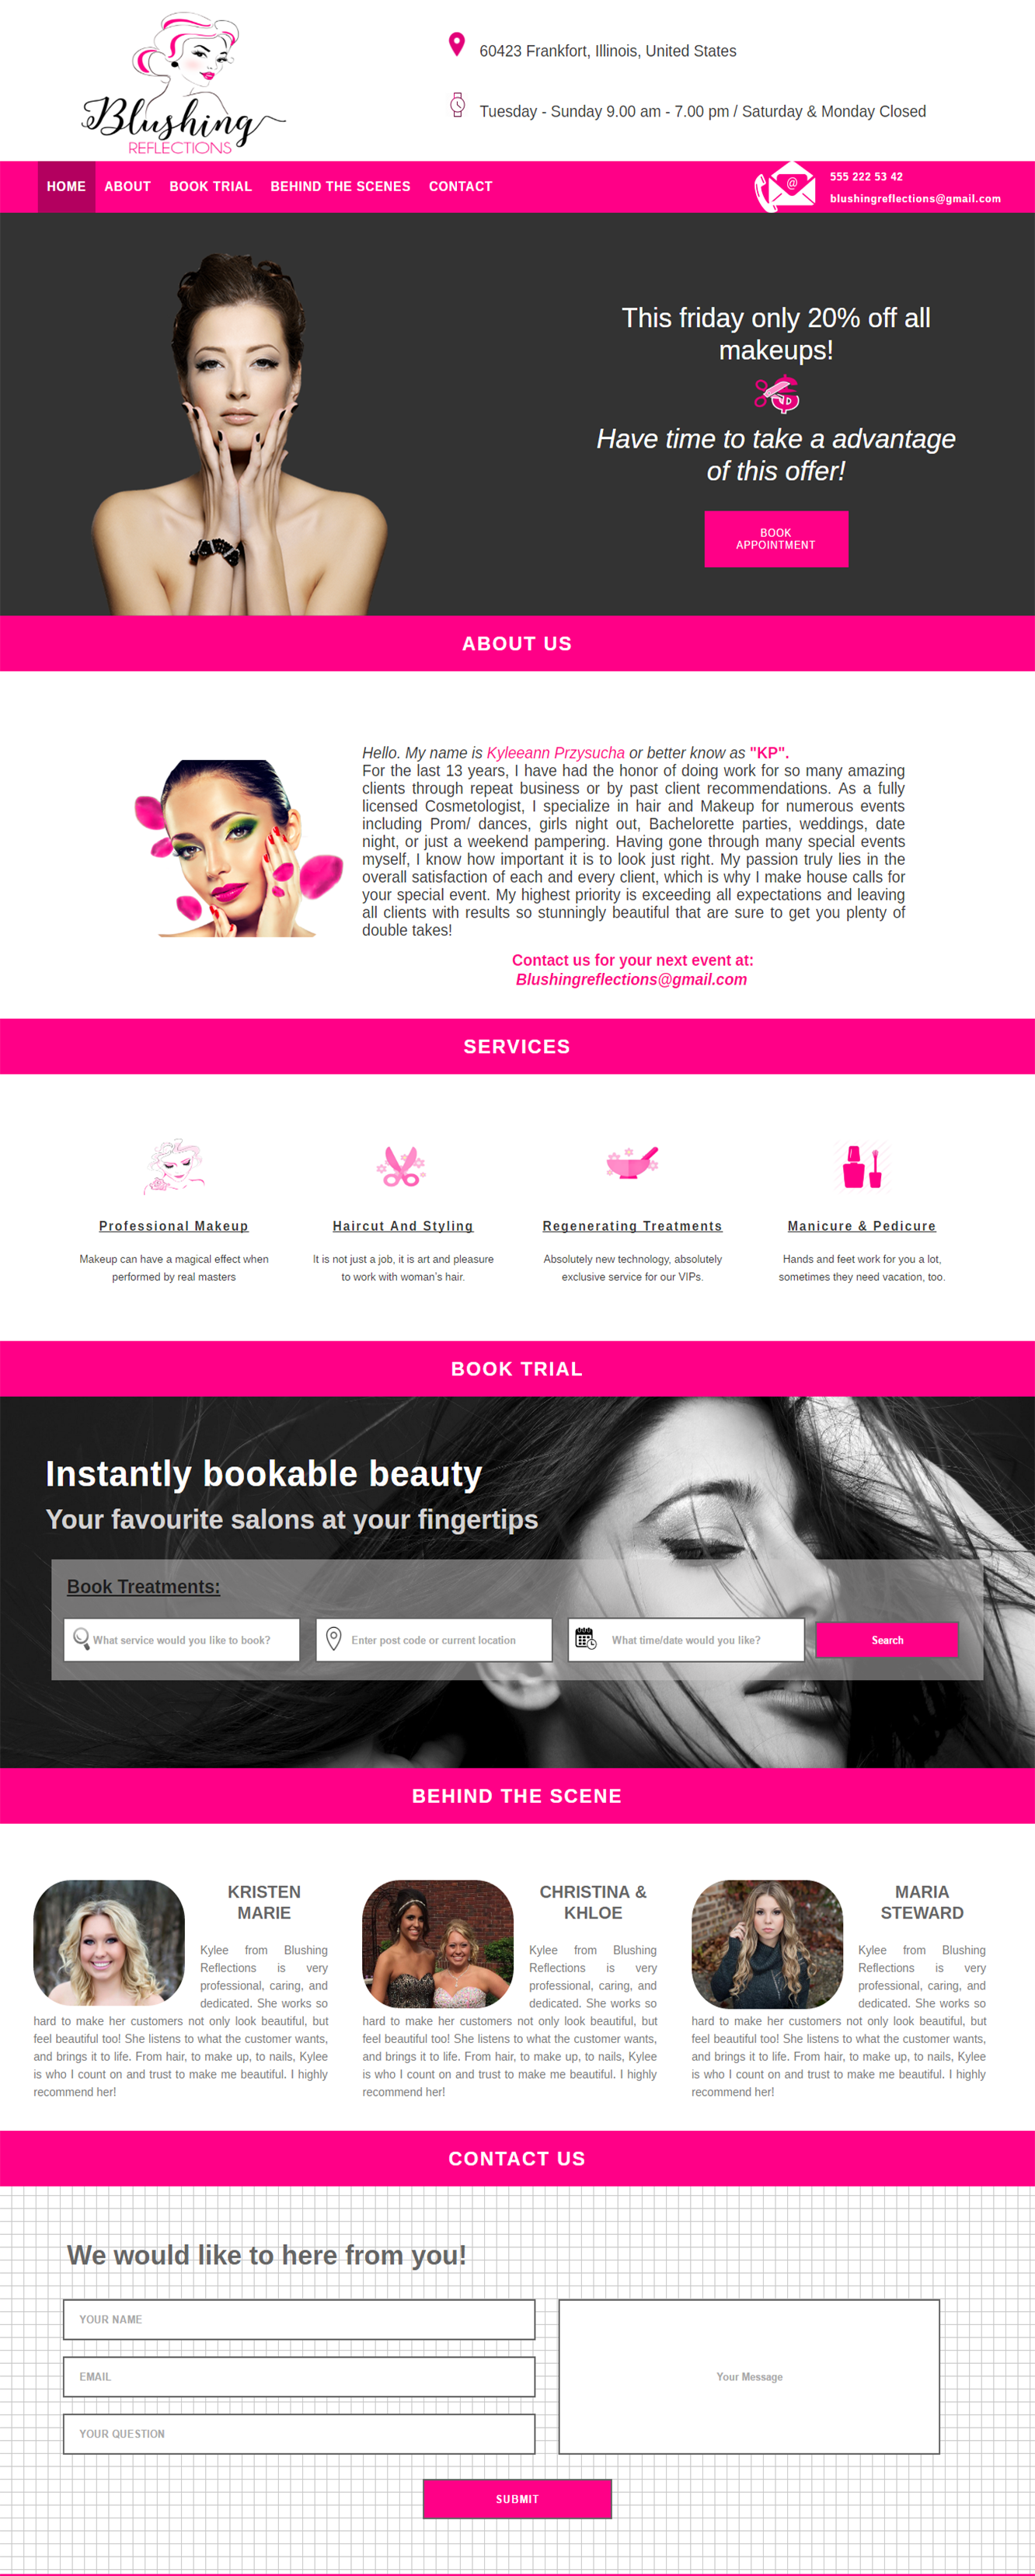 Blushing
REFLECTIONS
60423 Frankfort, Illinois, United States
Tuesday - Sunday 9.00 am - 7.00 pm / Saturday & Monday Closed
HOME ABOUT BOOK TRIAL BEHIND THE SCENES CONTACT
@
555 222 53 42
blushingreflections@gmail.com
This friday only 20% off all
makeups!
Have time to take a advantage
of this offer!
BOOK
APPOINTMENT
ABOUT US
Hello. My name is Kyleeann Przysucha or better know as "KP".
For the last 13 years, I have had the honor of doing work for so many amazing
clients through repeat business or by past client recommendations. As a fully
licensed Cosmetologist, I specialize in hair and Makeup for numerous events
including Prom/ dances, girls night out, Bachelorette parties, weddings, date
night, or just a weekend pampering. Having gone through many special events
myself, I know how important it is to look just right. My passion truly lies in the
overall satisfaction of each and every client, which is why I make house calls for
your special event. My highest priority is exceeding all expectations and leaving
all clients with results so stunningly beautiful that are sure to get you plenty of
double takes!
Contact us for your next event at:
Blushingreflections@gmail.com
SERVICES
Professional Makeup
Makeup can have a magical effect when
performed by real masters
Haircut And Styling
It is not just a job, it is art and pleasure
to work with woman's hair.
Regenerating Treatments
Absolutely new technology, absolutely
exclusive service for our VIPs.
Manicure & Pedicure
Hands and feet work for you a lot,
sometimes they need vacation, too.
BOOK TRIAL
Instantly bookable beauty
Your favourite salons at your fingertips
Book Treatments:
What service would you like to book?
Enter post code or current location
What time/date would you like?
Search
BEHIND THE SCENE
KRISTEN
MARIE
Kylee from Blushing
Reflections is very
professional, caring, and
dedicated. She works so
hard to make her customers not only look beautiful, but
feel beautiful too! She listens to what the customer wants,
and brings it to life. From hair, to make up, to nails, Kylee
is who I count on and trust to make me beautiful. I highly
recommend her!
CHRISTINA &
KHLOE
Kylee from Blushing
Reflections is very
professional, caring, and
dedicated. She works so
hard to make her customers not only look beautiful, but
feel beautiful too! She listens to what the customer wants,
and brings it to life. From hair, to make up, to nails, Kylee
is who I count on and trust to make me beautiful. I highly
recommend her!
MARIA
STEWARD
Kylee from Blushing
Reflections is very
professional, caring, and
dedicated. She works so
hard to make her customers not only look beautiful, but
feel beautiful too! She listens to what the customer wants,
and brings it to life. From hair, to make up, to nails, Kylee
is who I count on and trust to make me beautiful. I highly
recommend her!
CONTACT US
We would like to here from you!
YOUR NAME
EMAIL
YOUR QUESTION
Your Message
SUBMIT